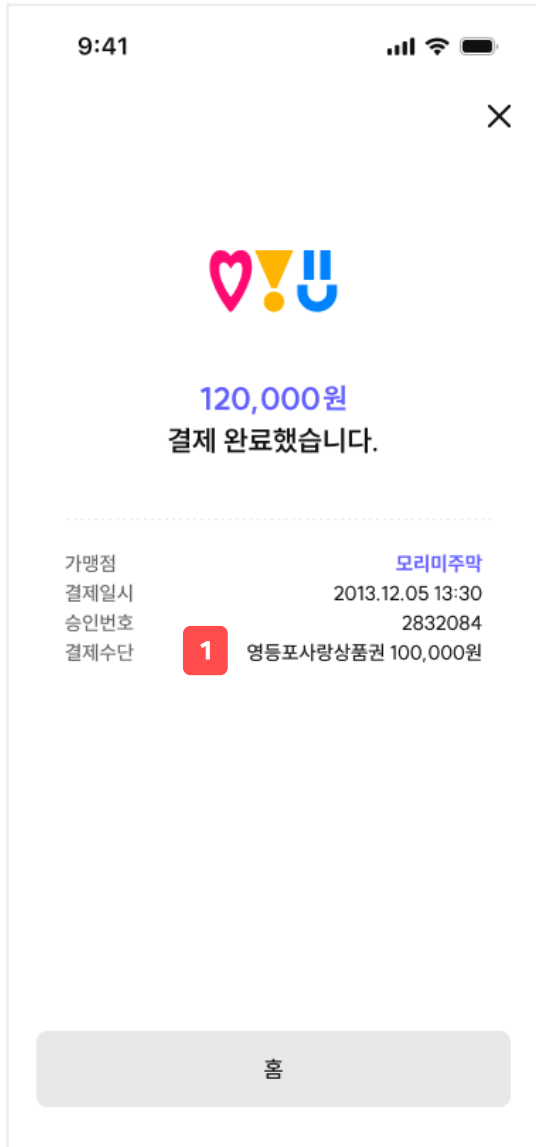 9:41
120,000원
결제 완료했습니다.
가맹점 모리미주막
결제일시 2013.12.05 13:30
승인번호 2832084
결제수단 1 영등포사랑상품권 100,000원
홈